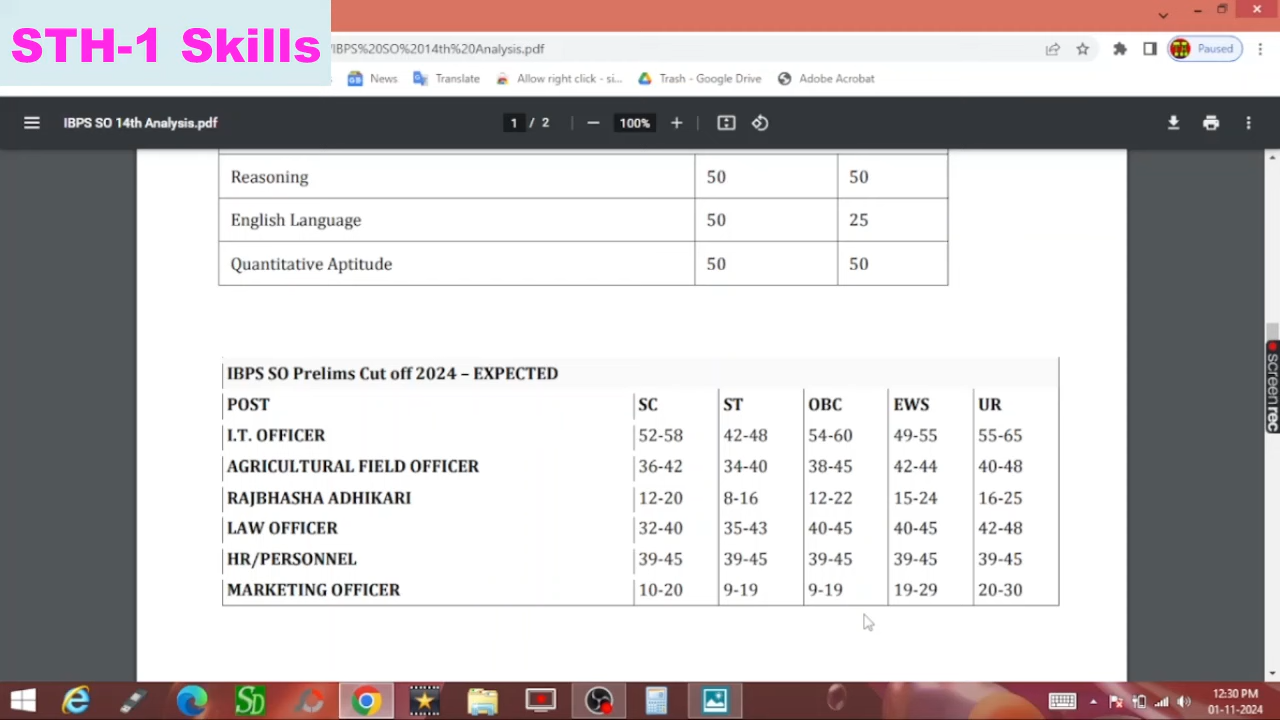 STH-1 Skills
/IBPS%20SO%2014th%20Analysis.pdf
Paused
News
Translate
Allow right click - si...
Trash - Google Drive
Adobe Acrobat
IBPS SO 14th Analysis.pdf
1 / 2
100%
Reasoning 50 50
English Language 50 25
Quantitative Aptitude 50 50
IBPS SO Prelims Cut off 2024 – EXPECTED
POST SC ST OBC EWS UR
I.T. OFFICER 52-58 42-48 54-60 49-55 55-65
AGRICULTURAL FIELD OFFICER 36-42 34-40 38-45 42-44 40-48
RAJBHASHA ADHIKARI 12-20 8-16 12-22 15-24 16-25
LAW OFFICER 32-40 35-43 40-45 40-45 42-48
HR/PERSONNEL 39-45 39-45 39-45 39-45 39-45
MARKETING OFFICER 10-20 9-19 9-19 19-29 20-30
screenrec
SD
12:30 PM
01-11-2024